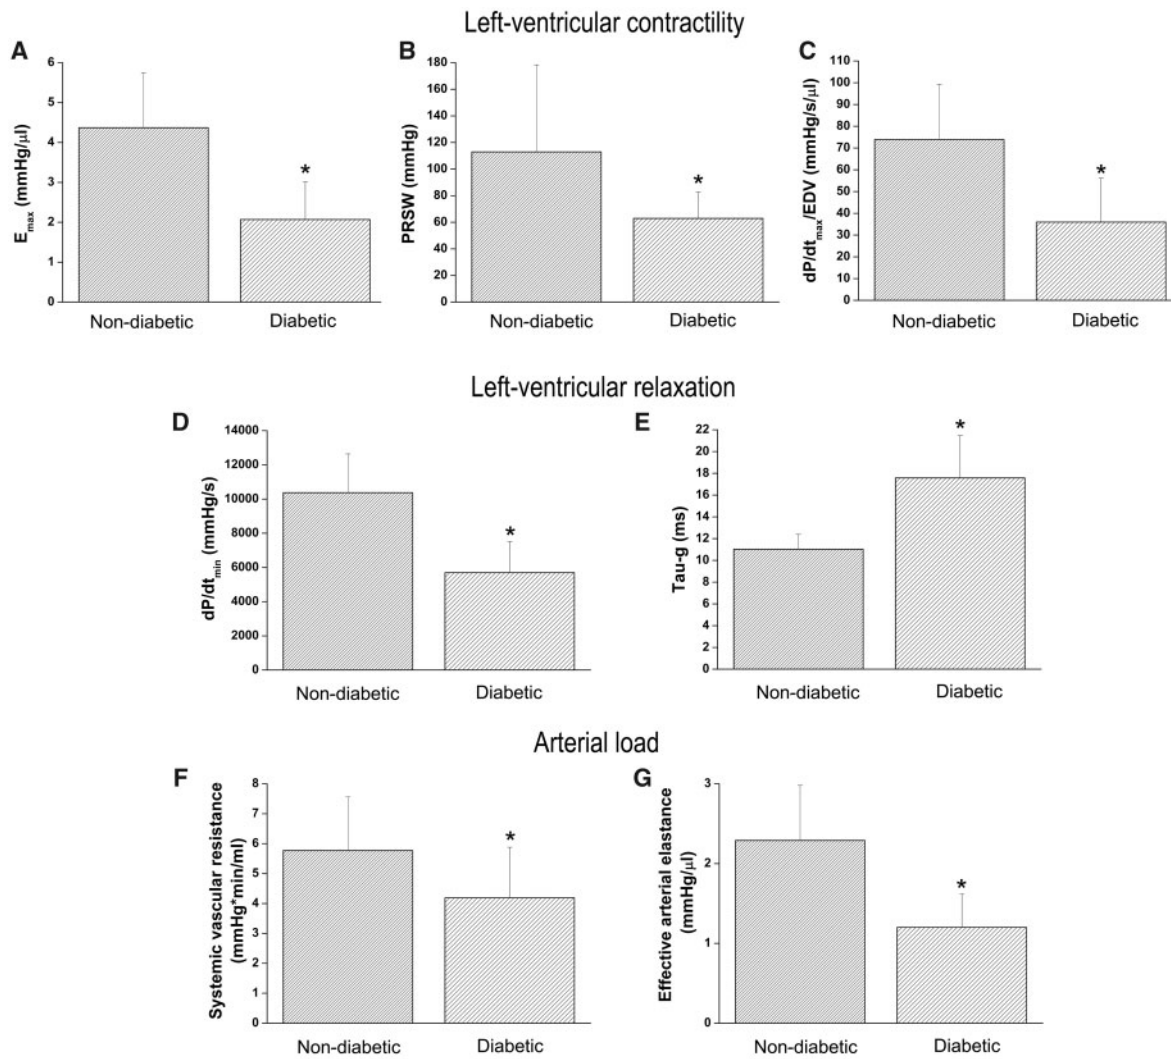 Left-ventricular contractility
A
E_max (mmHg/µl)
6
5
4
3
2
1
0
*
Non-diabetic
Diabetic
B
PRSW (mmHg)
180
160
140
120
100
80
60
40
20
0
*
Non-diabetic
Diabetic
C
dP/dt_max/EDV (mmHg/s/µl)
110
100
90
80
70
60
50
40
30
20
10
0
*
Non-diabetic
Diabetic
Left-ventricular relaxation
D
dP/dt_min (mmHg/s)
14000
12000
10000
8000
6000
4000
2000
0
*
Non-diabetic
Diabetic
E
Tau-g (ms)
22
20
18
16
14
12
10
8
6
4
2
0
*
Non-diabetic
Diabetic
Arterial load
F
Systemic vascular resistance
(mmHg*min/ml)
8
7
6
5
4
3
2
1
0
*
Non-diabetic
Diabetic
G
Effective arterial elastance
(mmHg/µl)
3
2
1
0
*
Non-diabetic
Diabetic